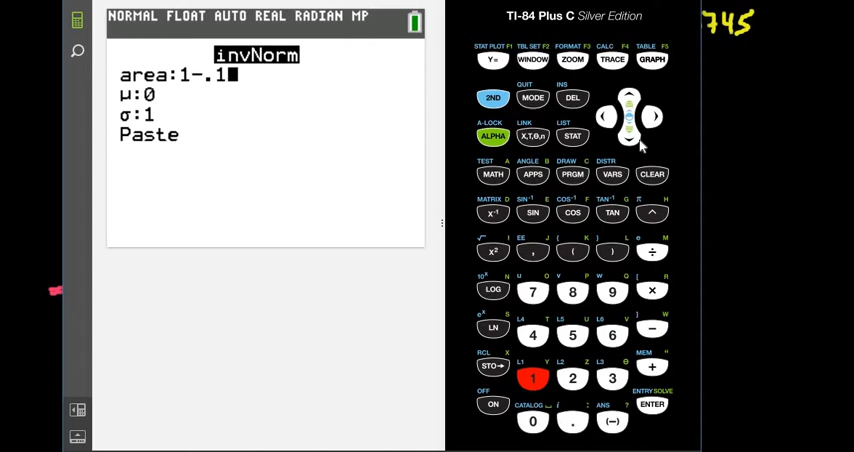 NORMAL FLOAT AUTO REAL RADIAN MP
invNorm
area:1-.1
μ:0
σ:1
Paste
TI-84 Plus C Silver Edition
745
STAT PLOT F1 TBL SET F2 FORMAT F3 CALC F4 TABLE F5
Y= WINDOW ZOOM TRACE GRAPH
QUIT INS
2ND MODE DEL
A-LOCK LINK LIST
ALPHA X,T,θ,n STAT
TEST A ANGLE B DRAW C DISTR
MATH APPS PRGM VARS CLEAR
MATRIX D SIN⁻¹ E COS⁻¹ F TAN⁻¹ G π H
x⁻¹ SIN COS TAN ^
√‾ I EE J { K } L e M
x² , ( ) ÷
10ˣ N u O v P w Q [ R
LOG 7 8 9 ×
eˣ S L4 T L5 U L6 V ] W
LN 4 5 6 −
RCL X L1 Y L2 Z L3 θ MEM "
STO→ 1 2 3 +
OFF CATALOG ⎵ i : ANS ? ENTRY SOLVE
ON 0 . (−) ENTER